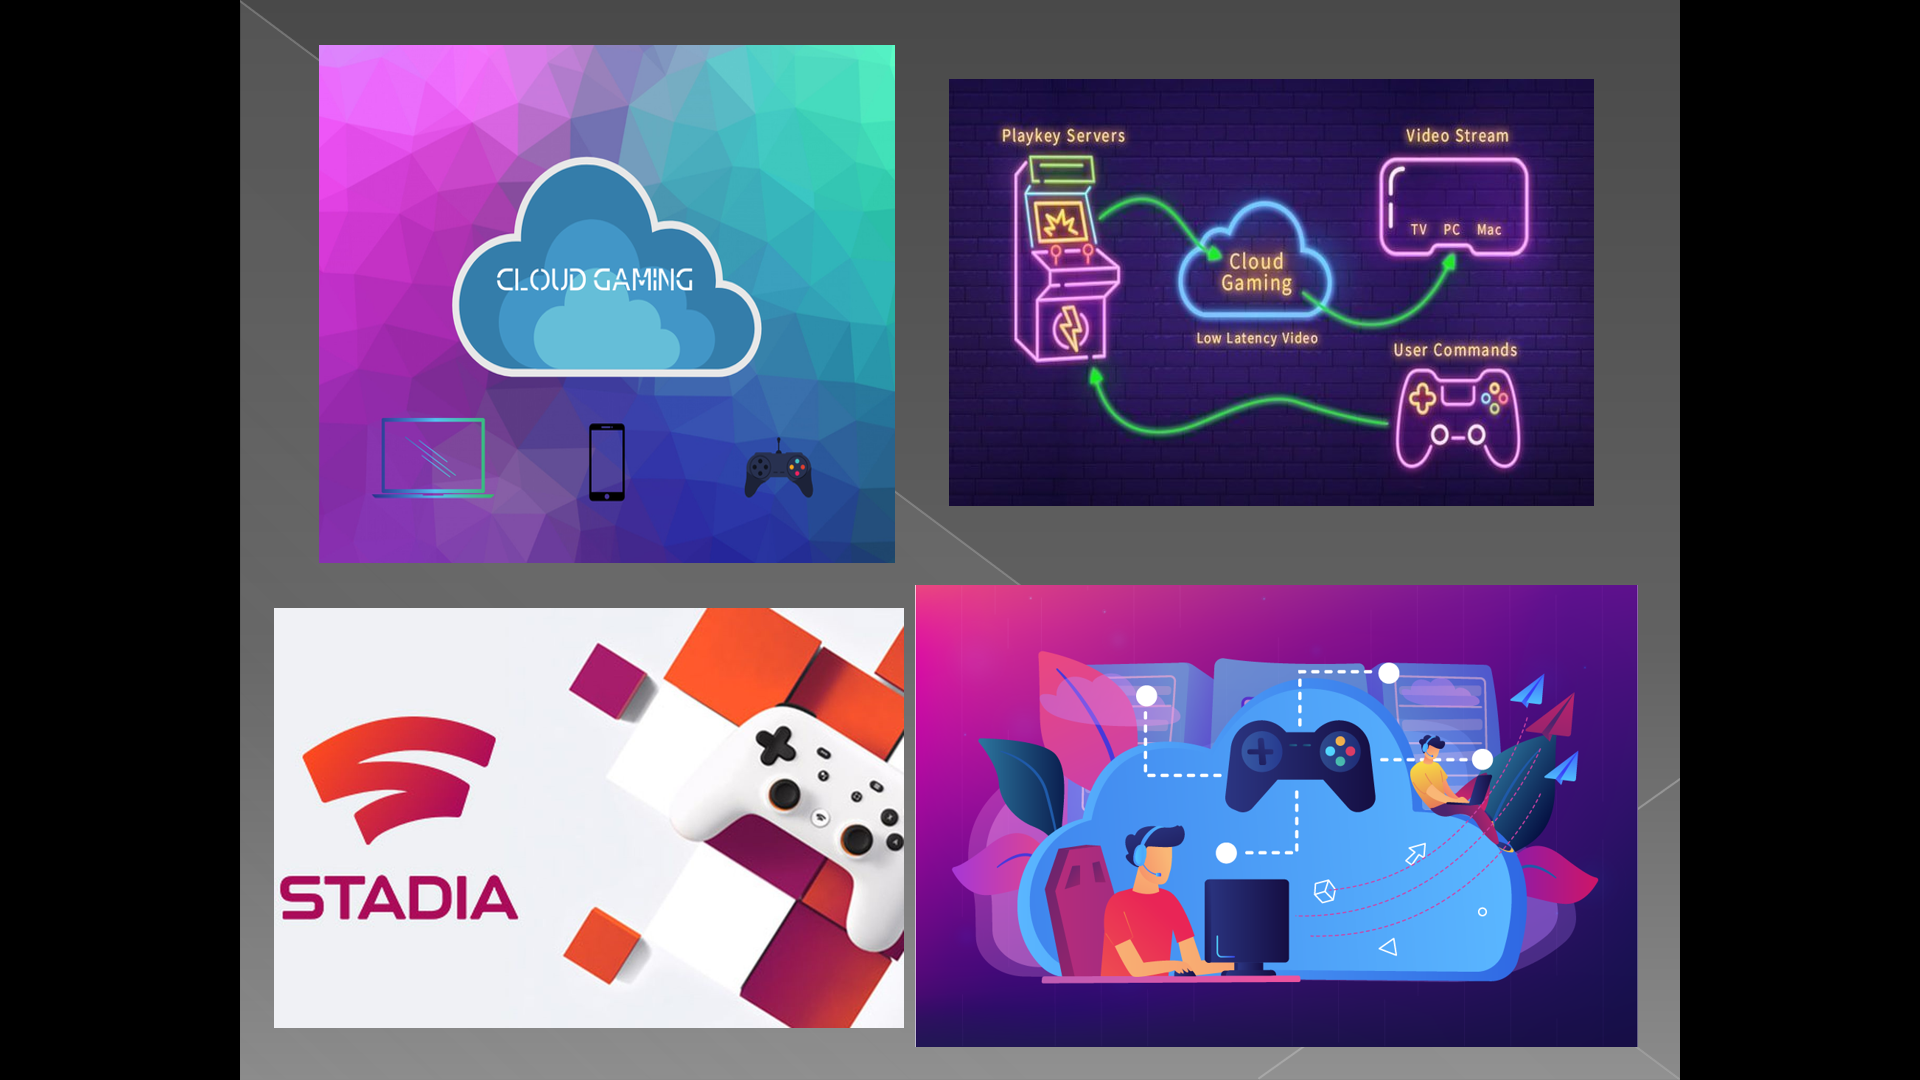 CLOUD GAMING
Playkey Servers
Video Stream
TV PC Mac
Cloud
Gaming
Low Latency Video
User Commands
STADIA